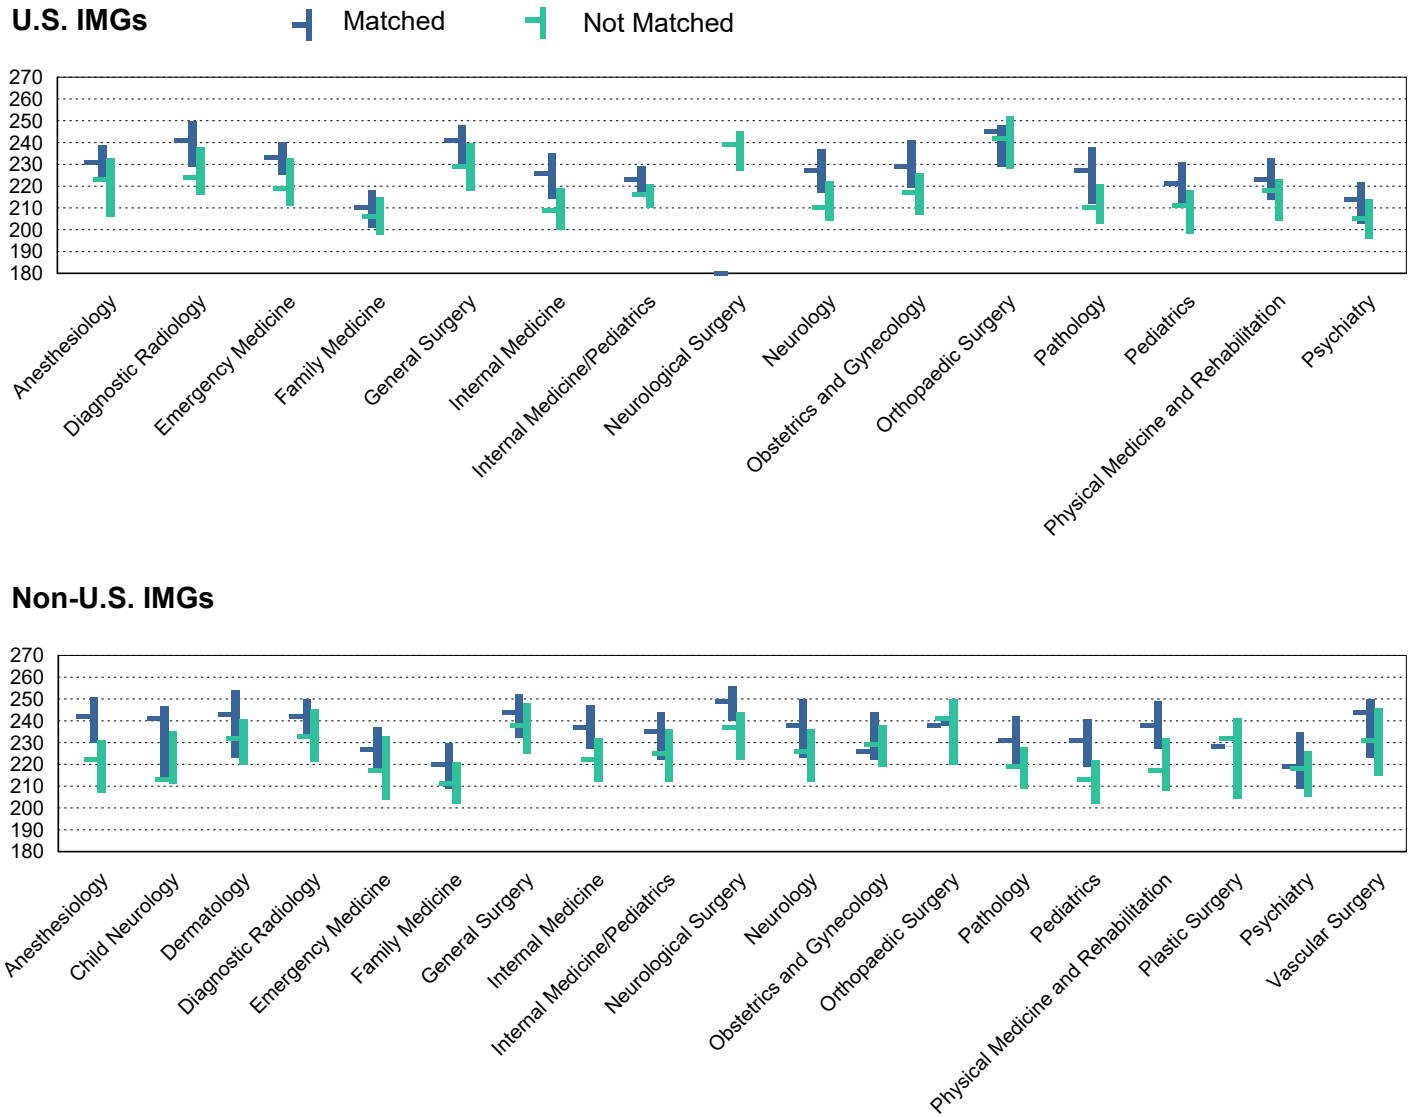 U.S. IMGs
Matched
Not Matched
270
260
250
240
230
220
210
200
190
180
Anesthesiology
Diagnostic Radiology
Emergency Medicine
Family Medicine
General Surgery
Internal Medicine
Internal Medicine/Pediatrics
Neurological Surgery
Neurology
Obstetrics and Gynecology
Orthopaedic Surgery
Pathology
Pediatrics
Physical Medicine and Rehabilitation
Psychiatry
Non-U.S. IMGs
270
260
250
240
230
220
210
200
190
180
Anesthesiology
Child Neurology
Dermatology
Diagnostic Radiology
Emergency Medicine
Family Medicine
General Surgery
Internal Medicine
Internal Medicine/Pediatrics
Neurological Surgery
Neurology
Obstetrics and Gynecology
Orthopaedic Surgery
Pathology
Pediatrics
Physical Medicine and Rehabilitation
Plastic Surgery
Psychiatry
Vascular Surgery